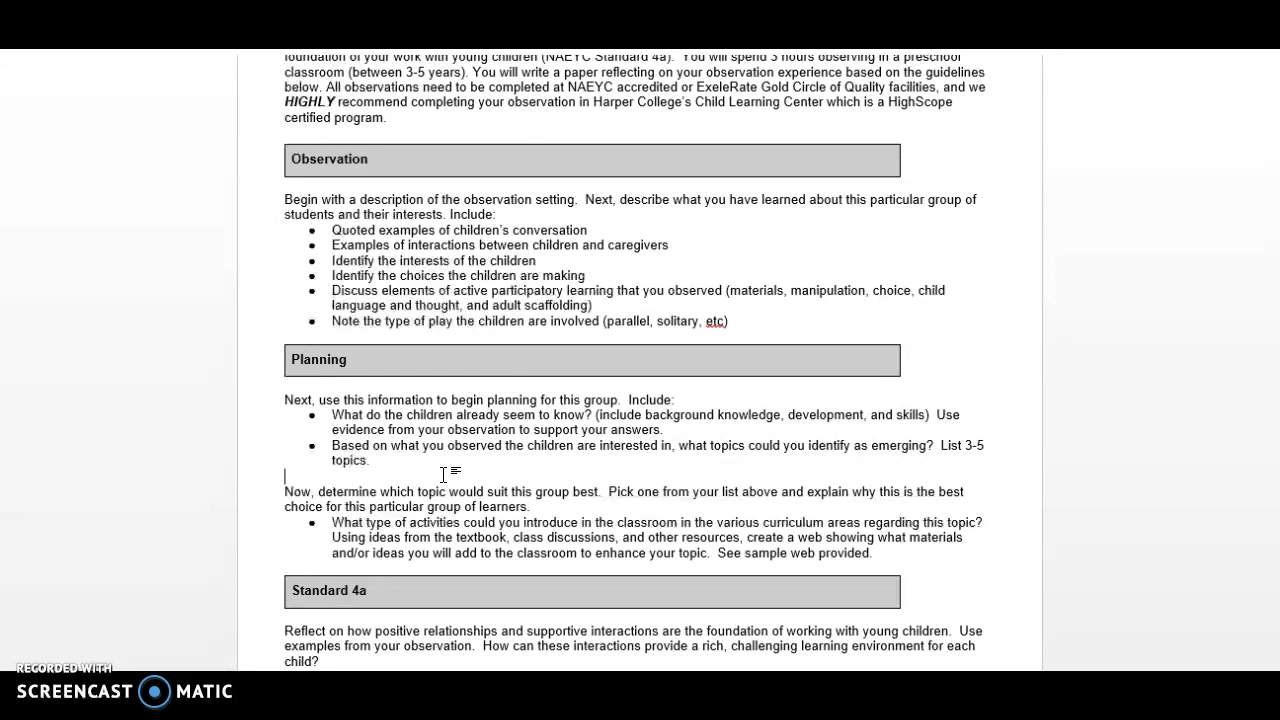 foundation of your work with young children (NAEYC Standard 4a).  You will spend 3 hours observing in a preschool
classroom (between 3-5 years). You will write a paper reflecting on your observation experience based on the guidelines
below. All observations need to be completed at NAEYC accredited or ExeleRate Gold Circle of Quality facilities, and we
HIGHLY recommend completing your observation in Harper College's Child Learning Center which is a HighScope
certified program.
Observation
Begin with a description of the observation setting.  Next, describe what you have learned about this particular group of
students and their interests. Include:
• Quoted examples of children's conversation
• Examples of interactions between children and caregivers
• Identify the interests of the children
• Identify the choices the children are making
• Discuss elements of active participatory learning that you observed (materials, manipulation, choice, child
language and thought, and adult scaffolding)
• Note the type of play the children are involved (parallel, solitary, etc)
Planning
Next, use this information to begin planning for this group.  Include:
• What do the children already seem to know? (include background knowledge, development, and skills)  Use
evidence from your observation to support your answers.
• Based on what you observed the children are interested in, what topics could you identify as emerging?  List 3-5
topics.
Now, determine which topic would suit this group best.  Pick one from your list above and explain why this is the best
choice for this particular group of learners.
• What type of activities could you introduce in the classroom in the various curriculum areas regarding this topic?
Using ideas from the textbook, class discussions, and other resources, create a web showing what materials
and/or ideas you will add to the classroom to enhance your topic.  See sample web provided.
Standard 4a
Reflect on how positive relationships and supportive interactions are the foundation of working with young children.  Use
examples from your observation.  How can these interactions provide a rich, challenging learning environment for each
child?
RECORDED WITH
SCREENCAST MATIC